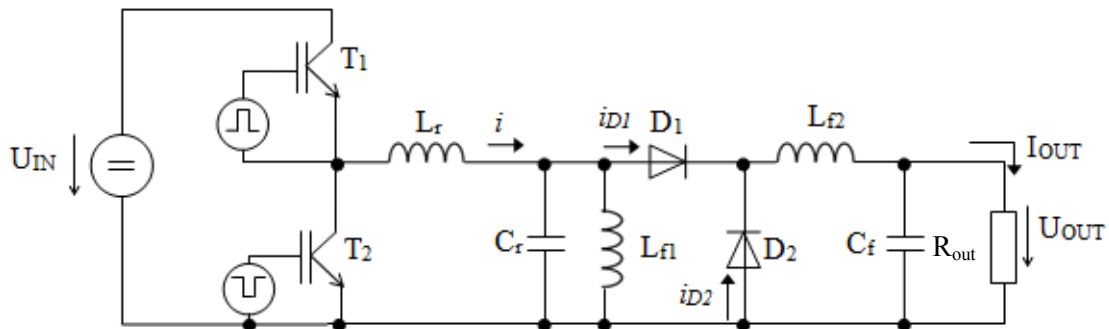 T1
Lr
i
iD1
D1
Lf2
IOUT
UIN
=
T2
Cr
Lf1
D2
iD2
Cf
Rout
UOUT